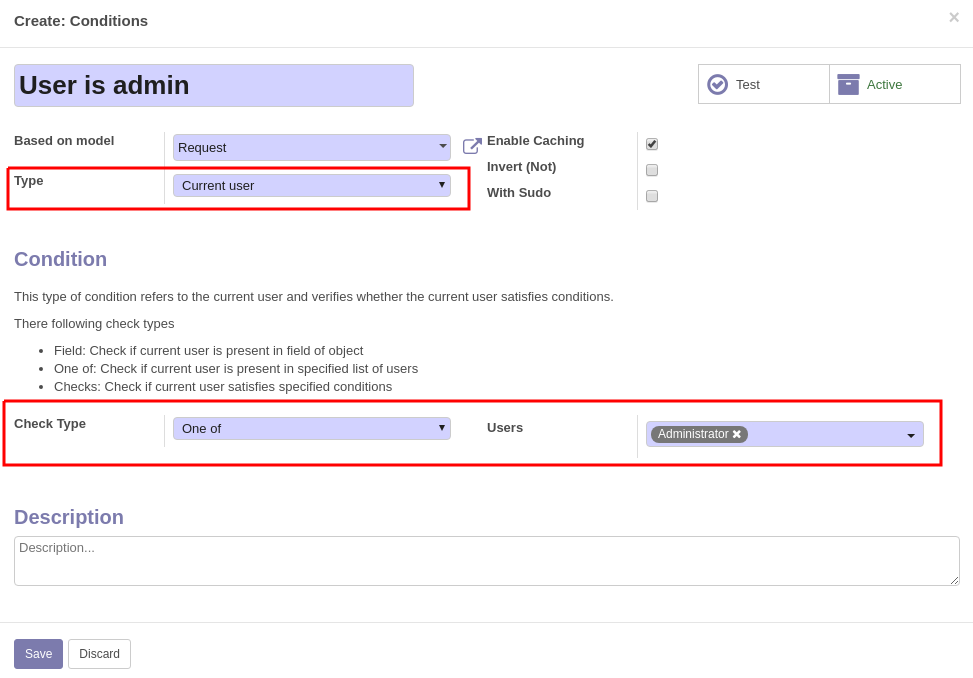 Create: Conditions ×
User is admin
Test
Active
Based on model Request
Enable Caching
Type Current user
Invert (Not)
With Sudo
Condition
This type of condition refers to the current user and verifies whether the current user satisfies conditions.
There following check types
• Field: Check if current user is present in field of object
• One of: Check if current user is present in specified list of users
• Checks: Check if current user satisfies specified conditions
Check Type One of
Users Administrator ✖
Description
Description...
Save Discard